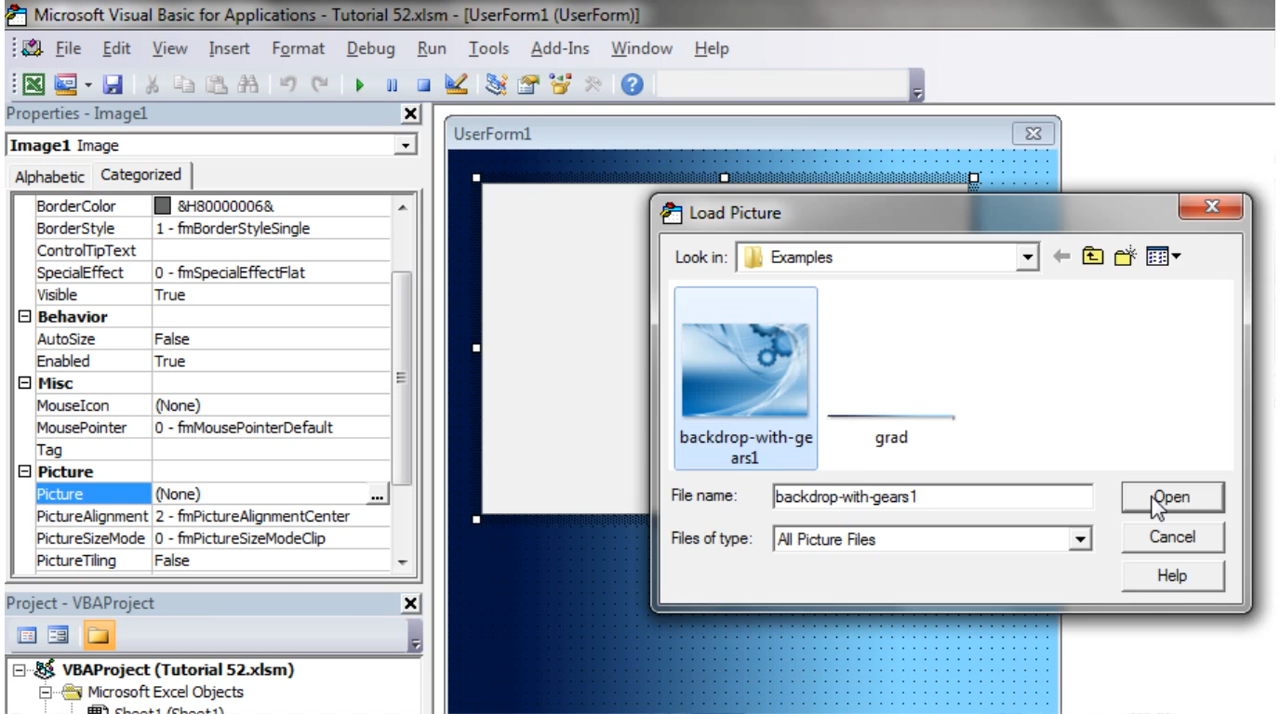 Microsoft Visual Basic for Applications - Tutorial 52.xlsm - [UserForm1 (UserForm)]
File Edit View Insert Format Debug Run Tools Add-Ins Window Help
Properties - Image1
Image1 Image
Alphabetic Categorized
BorderColor &H80000006&
BorderStyle 1 - fmBorderStyleSingle
ControlTipText
SpecialEffect 0 - fmSpecialEffectFlat
Visible True
Behavior
AutoSize False
Enabled True
Misc
MouseIcon (None)
MousePointer 0 - fmMousePointerDefault
Tag
Picture
Picture (None) ...
PictureAlignment 2 - fmPictureAlignmentCenter
PictureSizeMode 0 - fmPictureSizeModeClip
PictureTiling False
Project - VBAProject
VBAProject (Tutorial 52.xlsm)
Microsoft Excel Objects
Sheet1 (Sheet1)
UserForm1
Load Picture
Look in: Examples
backdrop-with-ge
ars1
grad
File name: backdrop-with-gears1 Open
Files of type: All Picture Files Cancel
Help